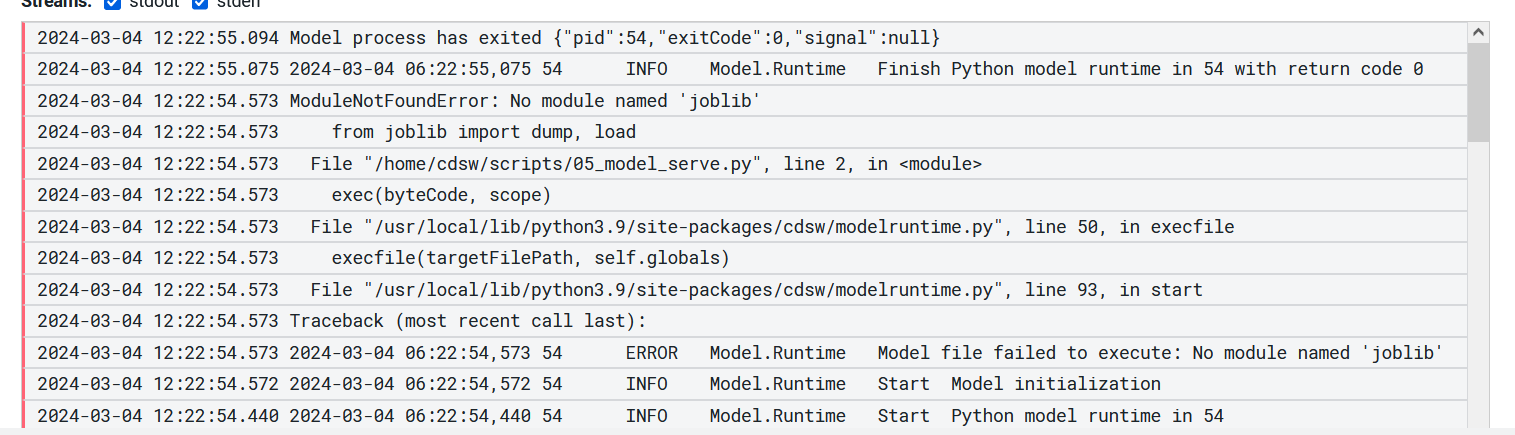 Streams: stdout stderr
2024-03-04 12:22:55.094 Model process has exited {"pid":54,"exitCode":0,"signal":null}
2024-03-04 12:22:55.075 2024-03-04 06:22:55,075 54 INFO Model.Runtime Finish Python model runtime in 54 with return code 0
2024-03-04 12:22:54.573 ModuleNotFoundError: No module named 'joblib'
2024-03-04 12:22:54.573 from joblib import dump, load
2024-03-04 12:22:54.573 File "/home/cdsw/scripts/05_model_serve.py", line 2, in <module>
2024-03-04 12:22:54.573 exec(byteCode, scope)
2024-03-04 12:22:54.573 File "/usr/local/lib/python3.9/site-packages/cdsw/modelruntime.py", line 50, in execfile
2024-03-04 12:22:54.573 execfile(targetFilePath, self.globals)
2024-03-04 12:22:54.573 File "/usr/local/lib/python3.9/site-packages/cdsw/modelruntime.py", line 93, in start
2024-03-04 12:22:54.573 Traceback (most recent call last):
2024-03-04 12:22:54.573 2024-03-04 06:22:54,573 54 ERROR Model.Runtime Model file failed to execute: No module named 'joblib'
2024-03-04 12:22:54.572 2024-03-04 06:22:54,572 54 INFO Model.Runtime Start Model initialization
2024-03-04 12:22:54.440 2024-03-04 06:22:54,440 54 INFO Model.Runtime Start Python model runtime in 54